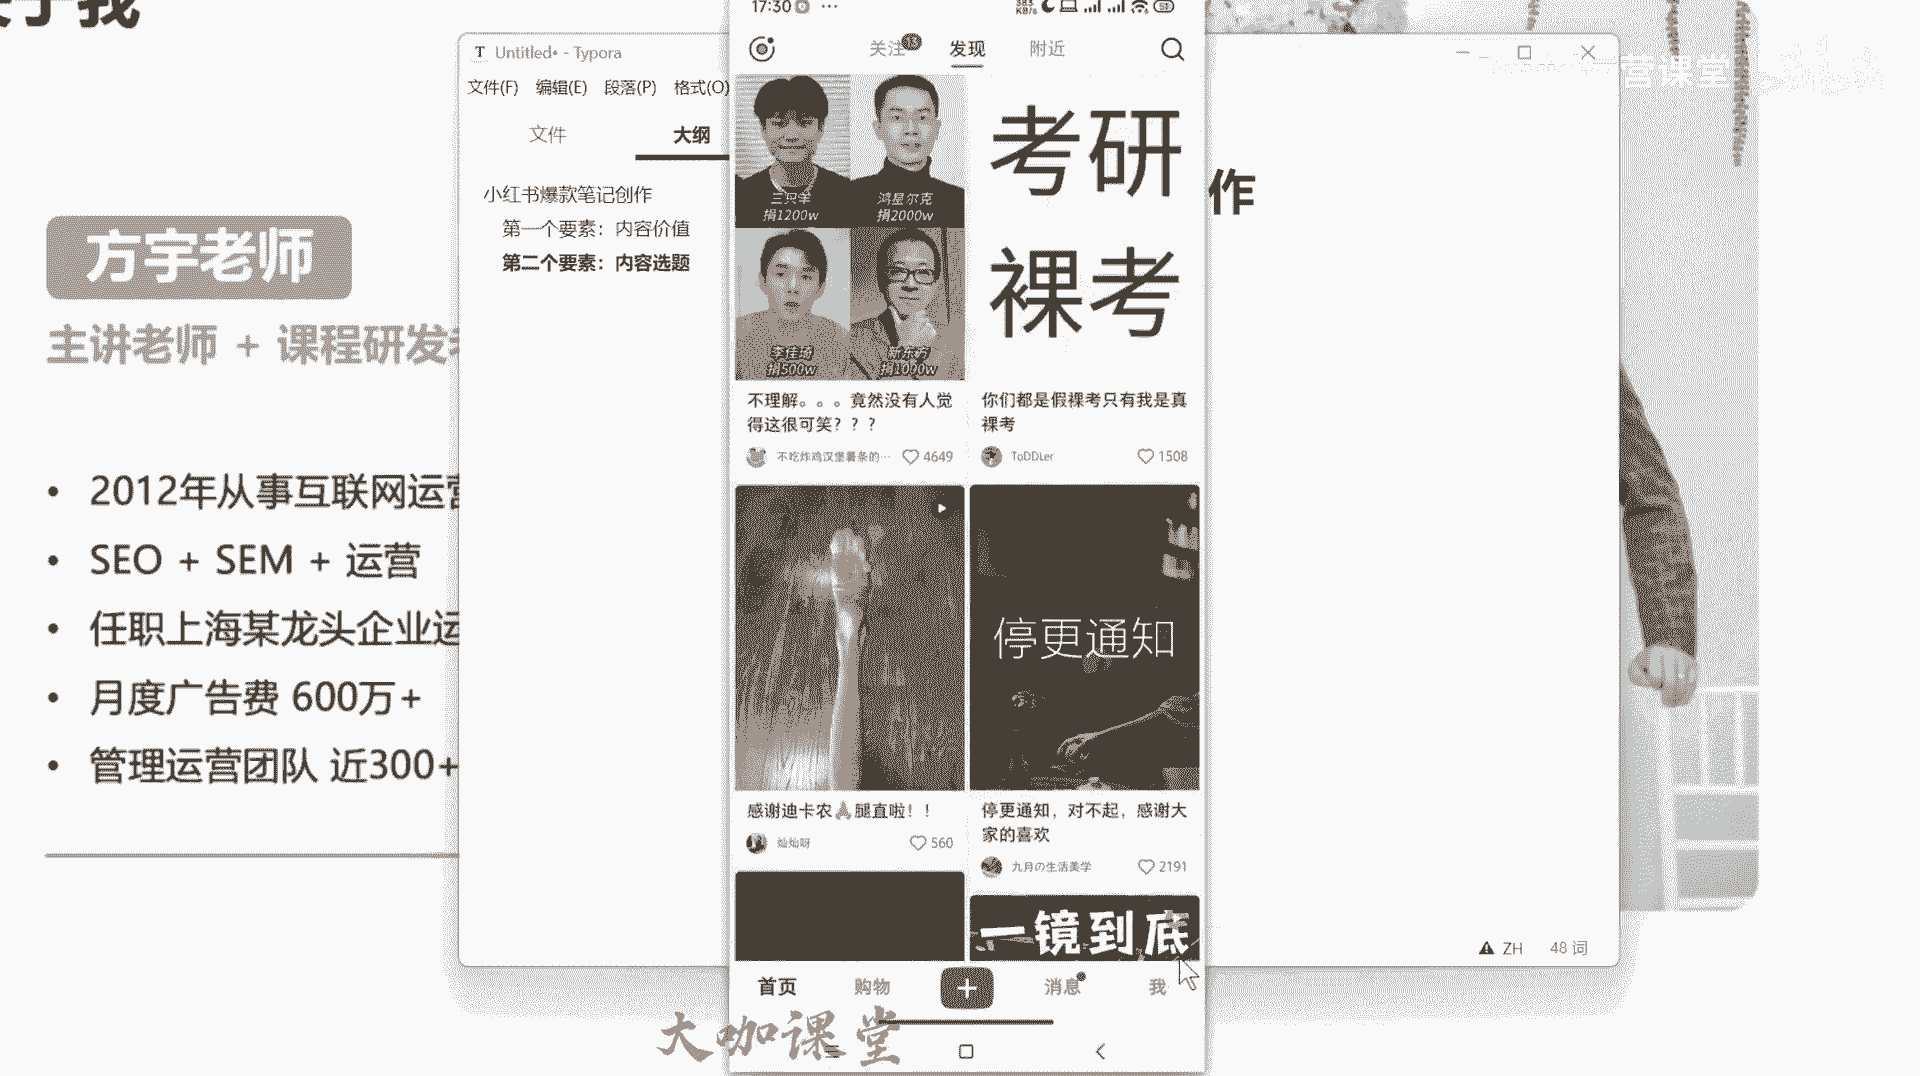 关于我
方宇老师
主讲老师 + 课程研发
2012年从事互联网运营
SEO + SEM + 运营
任职上海某龙头企业运
月度广告费 600万+
管理运营团队 近300+
T Untitled• - Typora
文件(F) 编辑(E) 段落(P) 格式(O)
文件 大纲
小红书爆款笔记创作
第一个要素：内容价值
第二个要素：内容选题
作
营课堂
ZH 48 词
17:30
关注 13 发现 附近
三只羊
捐1200w
鸿星尔克
捐2000w
李佳琦
捐500w
新东方
捐1000w
不理解。。。竟然没有人觉
得这很可笑？？？
不吃炸鸡汉堡薯条的… 4649
考研
裸考
你们都是假裸考只有我是真
裸考
ToDDLer 1508
感谢迪卡农🙏腿直啦！！
灿灿呀 560
停更通知
停更通知，对不起，感谢大
家的喜欢
九月の生活美学 2191
一镜到底
首页 购物 + 消息 我
大咖课堂